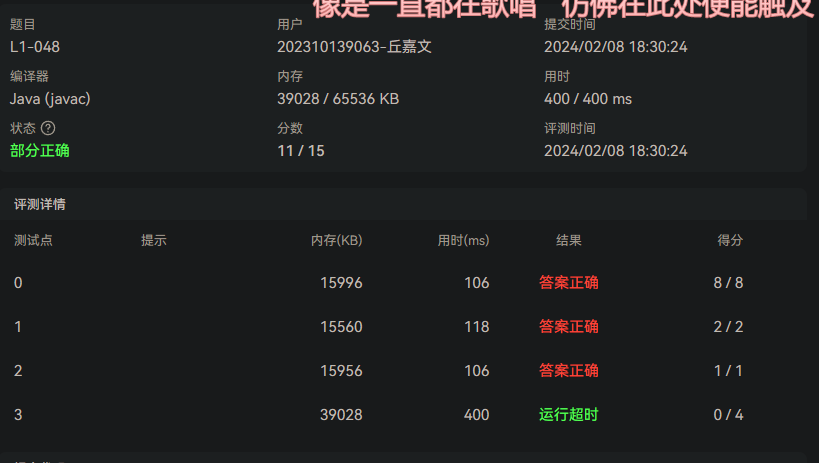 像是一直都在歌唱 仿佛在此处便能触及
题目 用户 提交时间
L1-048 202310139063-丘嘉文 2024/02/08 18:30:24
编译器 内存 用时
Java (javac) 39028 / 65536 KB 400 / 400 ms
状态 ? 分数 评测时间
部分正确 11 / 15 2024/02/08 18:30:24
评测详情
测试点 提示 内存(KB) 用时(ms) 结果 得分
0 15996 106 答案正确 8 / 8
1 15560 118 答案正确 2 / 2
2 15956 106 答案正确 1 / 1
3 39028 400 运行超时 0 / 4